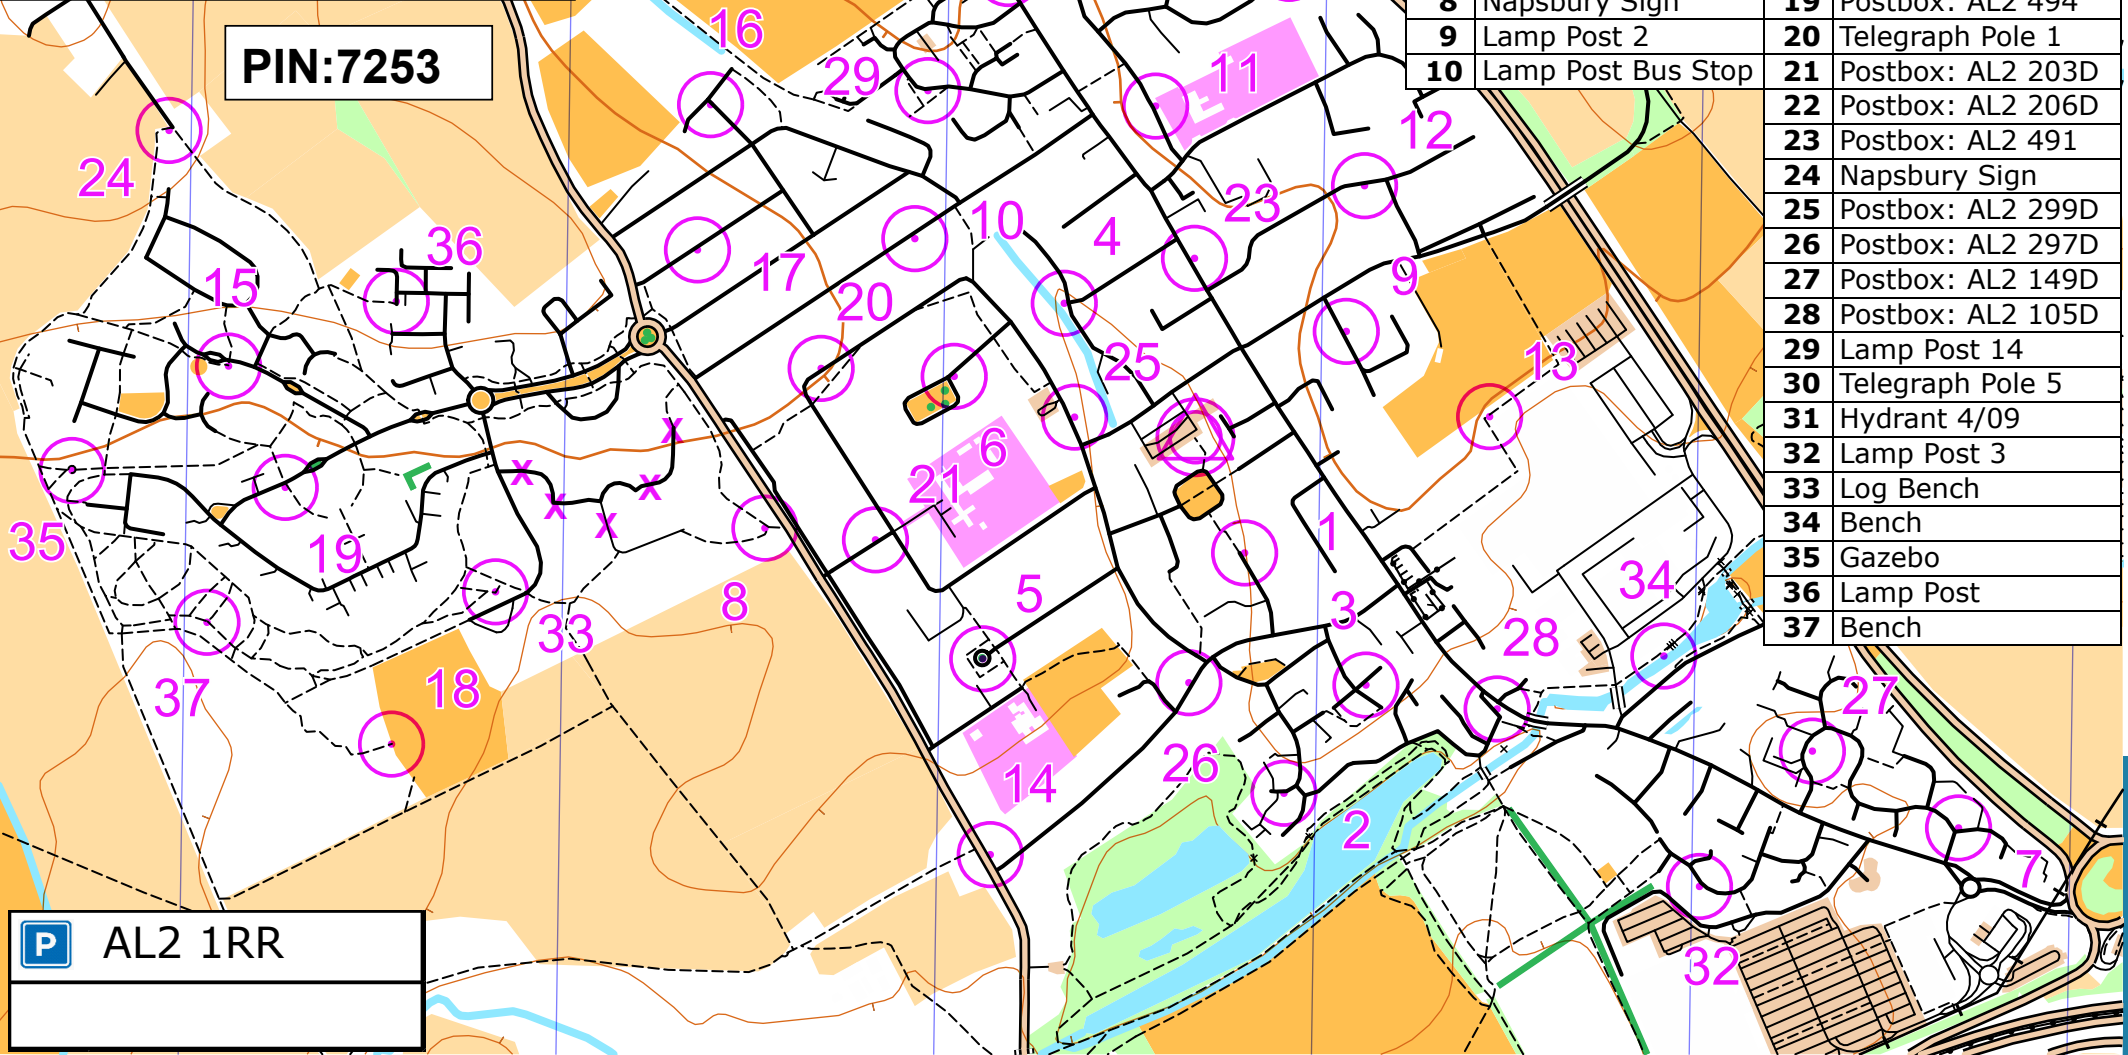 PIN:7253
8 Napsbury Sign 19 Postbox: AL2 494
9 Lamp Post 2 20 Telegraph Pole 1
10 Lamp Post Bus Stop 21 Postbox: AL2 203D
22 Postbox: AL2 206D
23 Postbox: AL2 491
24 Napsbury Sign
25 Postbox: AL2 299D
26 Postbox: AL2 297D
27 Postbox: AL2 149D
28 Postbox: AL2 105D
29 Lamp Post 14
30 Telegraph Pole 5
31 Hydrant 4/09
32 Lamp Post 3
33 Log Bench
34 Bench
35 Gazebo
36 Lamp Post
37 Bench
16
29
11
12
24
36
10
4
23
15
17
20
9
25
13
6
21
35
19
1
5
8
33
3
34
28
37
18
26
14
27
2
7
32
X
X
X
X
X
X
P AL2 1RR